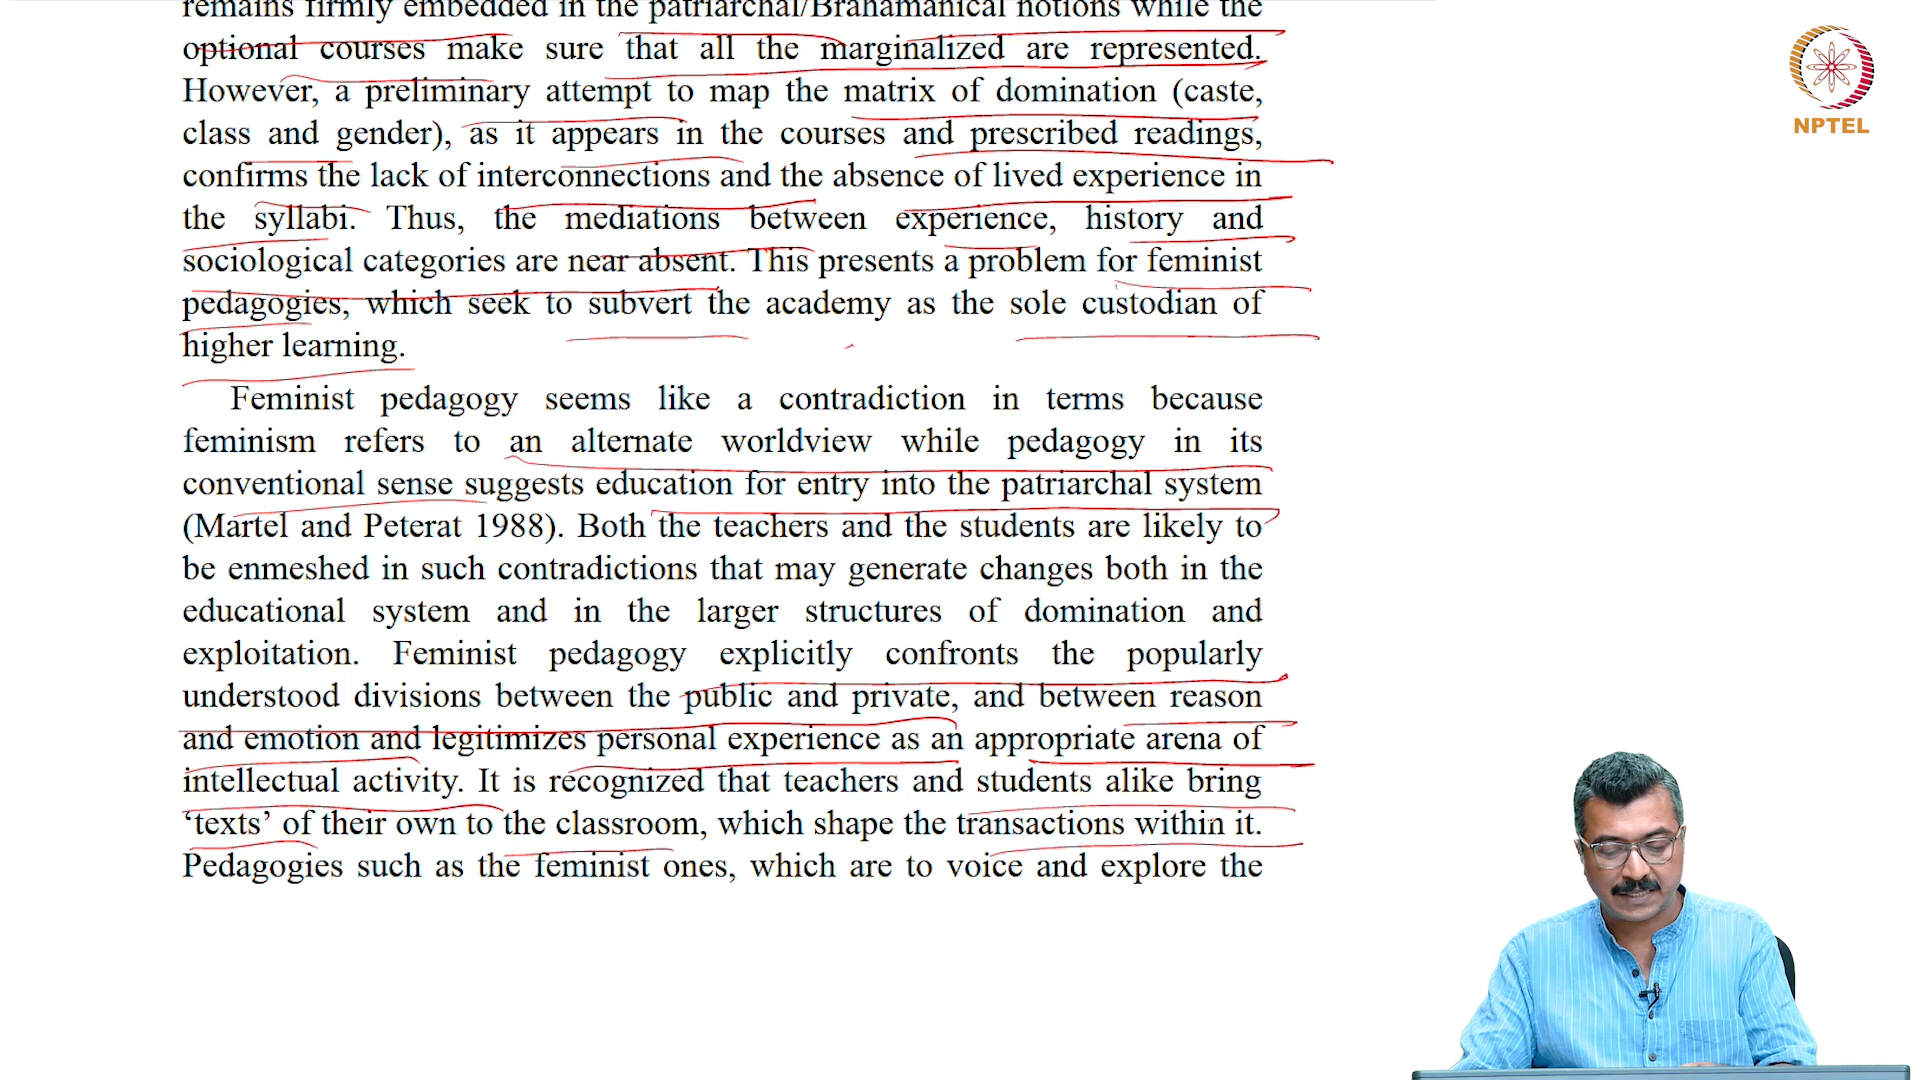 remains firmly embedded in the patriarchal/Brahamanical notions while the
optional courses make sure that all the marginalized are represented.
However, a preliminary attempt to map the matrix of domination (caste,
class and gender), as it appears in the courses and prescribed readings,
confirms the lack of interconnections and the absence of lived experience in
the syllabi. Thus, the mediations between experience, history and
sociological categories are near absent. This presents a problem for feminist
pedagogies, which seek to subvert the academy as the sole custodian of
higher learning.
Feminist pedagogy seems like a contradiction in terms because
feminism refers to an alternate worldview while pedagogy in its
conventional sense suggests education for entry into the patriarchal system
(Martel and Peterat 1988). Both the teachers and the students are likely to
be enmeshed in such contradictions that may generate changes both in the
educational system and in the larger structures of domination and
exploitation. Feminist pedagogy explicitly confronts the popularly
understood divisions between the public and private, and between reason
and emotion and legitimizes personal experience as an appropriate arena of
intellectual activity. It is recognized that teachers and students alike bring
‘texts’ of their own to the classroom, which shape the transactions within it.
Pedagogies such as the feminist ones, which are to voice and explore the
NPTEL